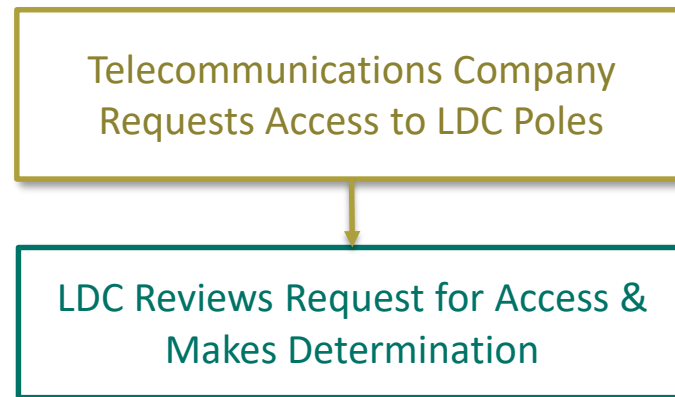 Telecommunications Company
Requests Access to LDC Poles
LDC Reviews Request for Access &
Makes Determination